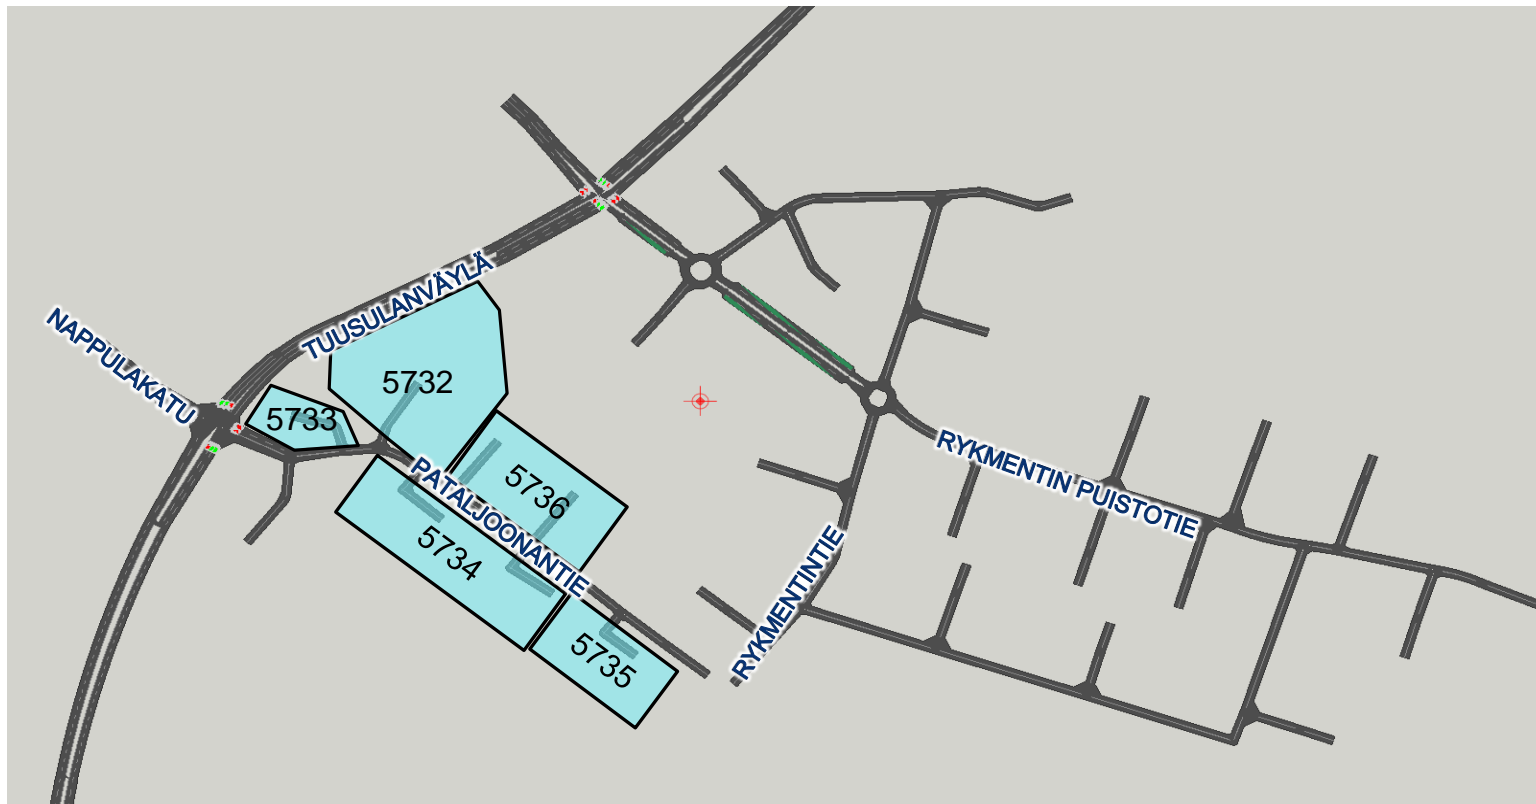 TUUSULANVÄYLÄ
NAPPULAKATU
5732
5733
PATALJOONANTIE
5736
5734
5735
RYKMENTIN PUISTOTIE
RYKMENTINTIE